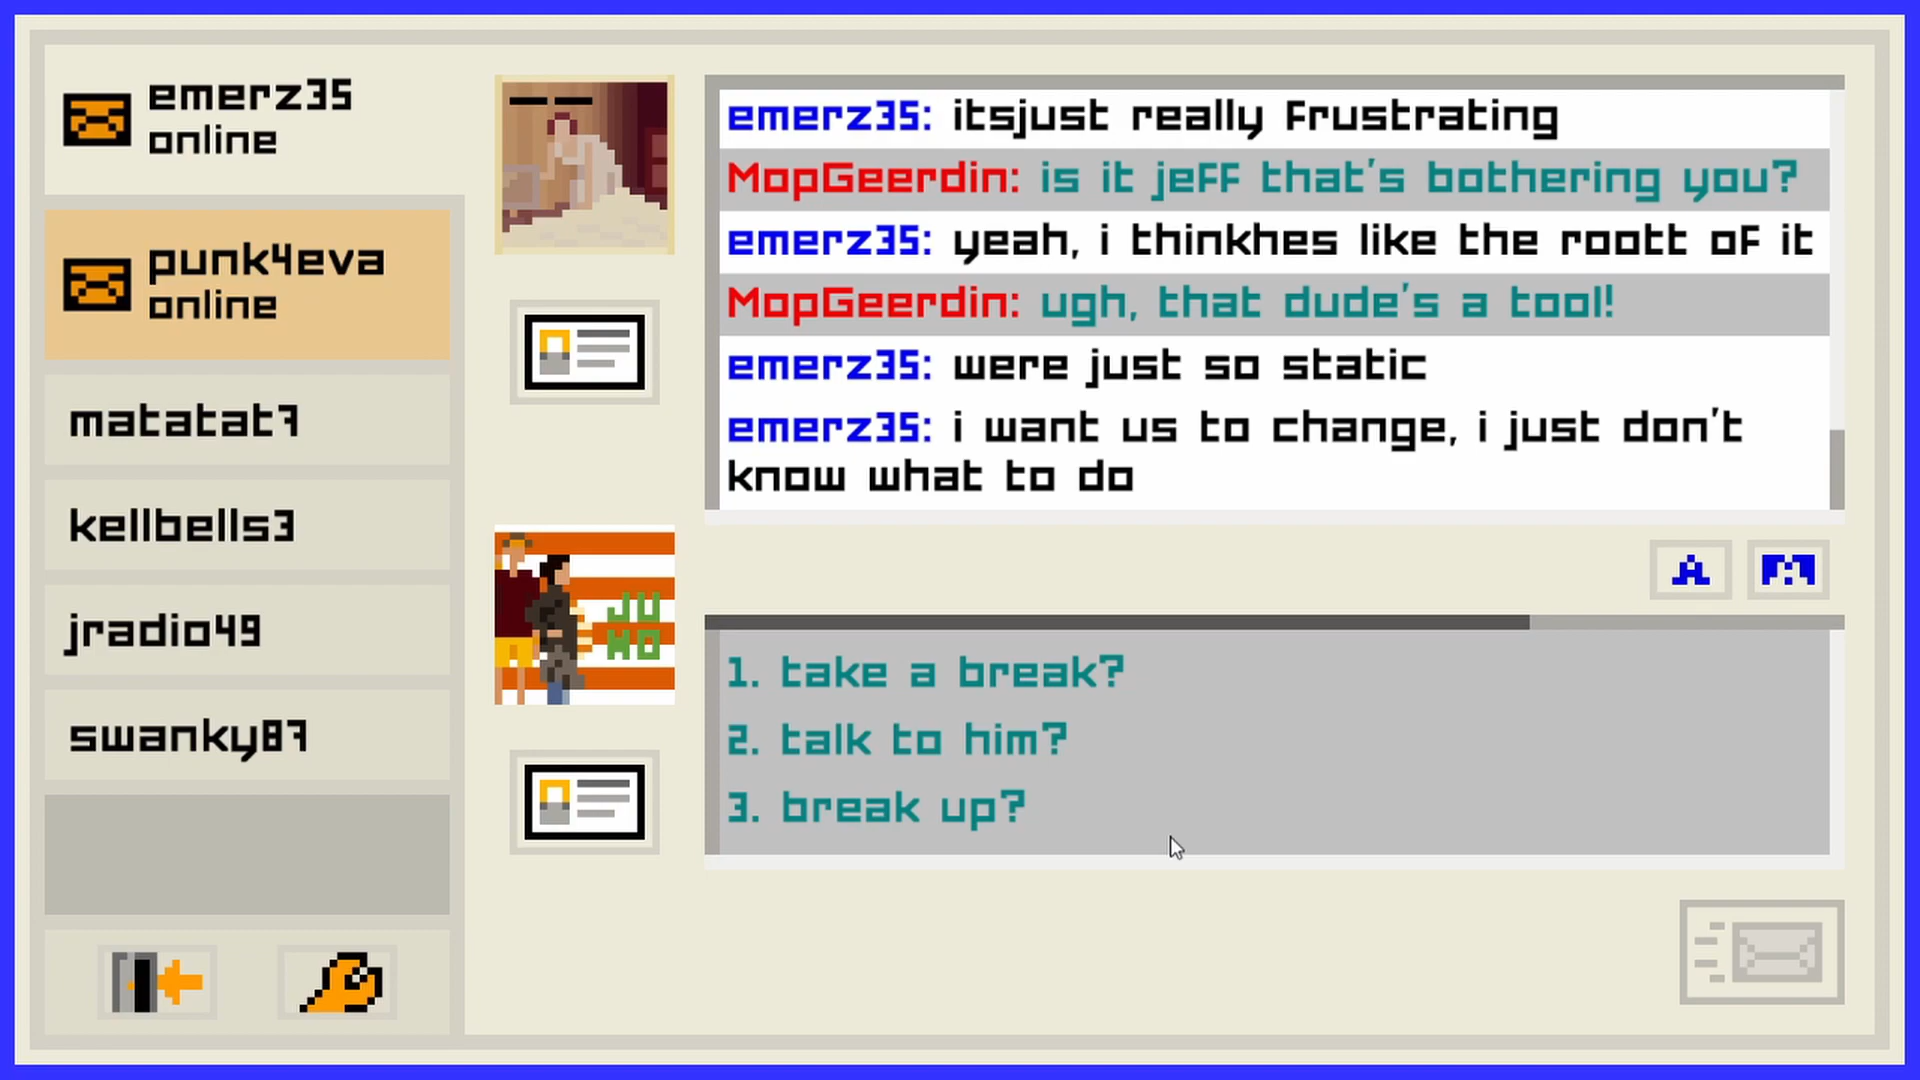 emerz35
online
punk4eva
online
matatat7
kellbells3
jradio49
swanky87
emerz35: itsjust really frustrating
MopGeerdin: is it jeff that's bothering you?
emerz35: yeah, i thinkhes like the roott of it
MopGeerdin: ugh, that dude's a tool!
emerz35: were just so static
emerz35: i want us to change, i just don't
know what to do
JU
NO
A
M
1. take a break?
2. talk to him?
3. break up?